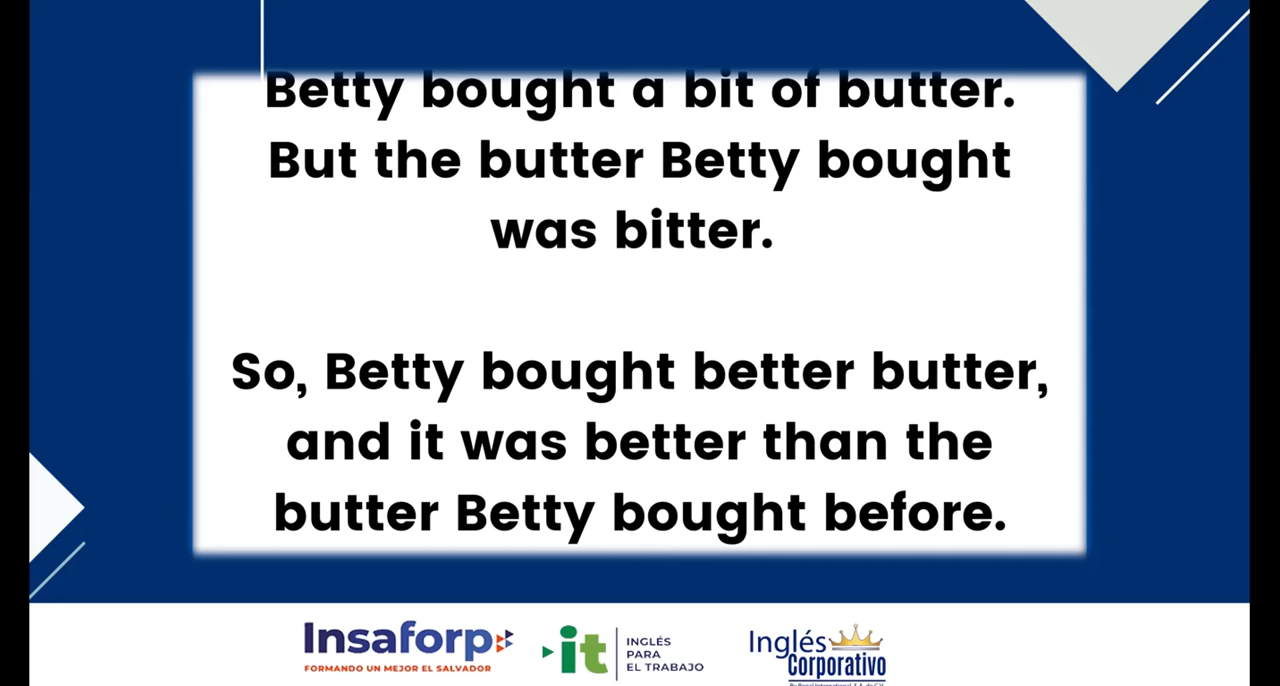 Betty bought a bit of butter.
But the butter Betty bought
was bitter.
So, Betty bought better butter,
and it was better than the
butter Betty bought before.
Insaforp
FORMANDO UN MEJOR EL SALVADOR
it
INGLÉS
PARA
EL TRABAJO
Inglés
Corporativo